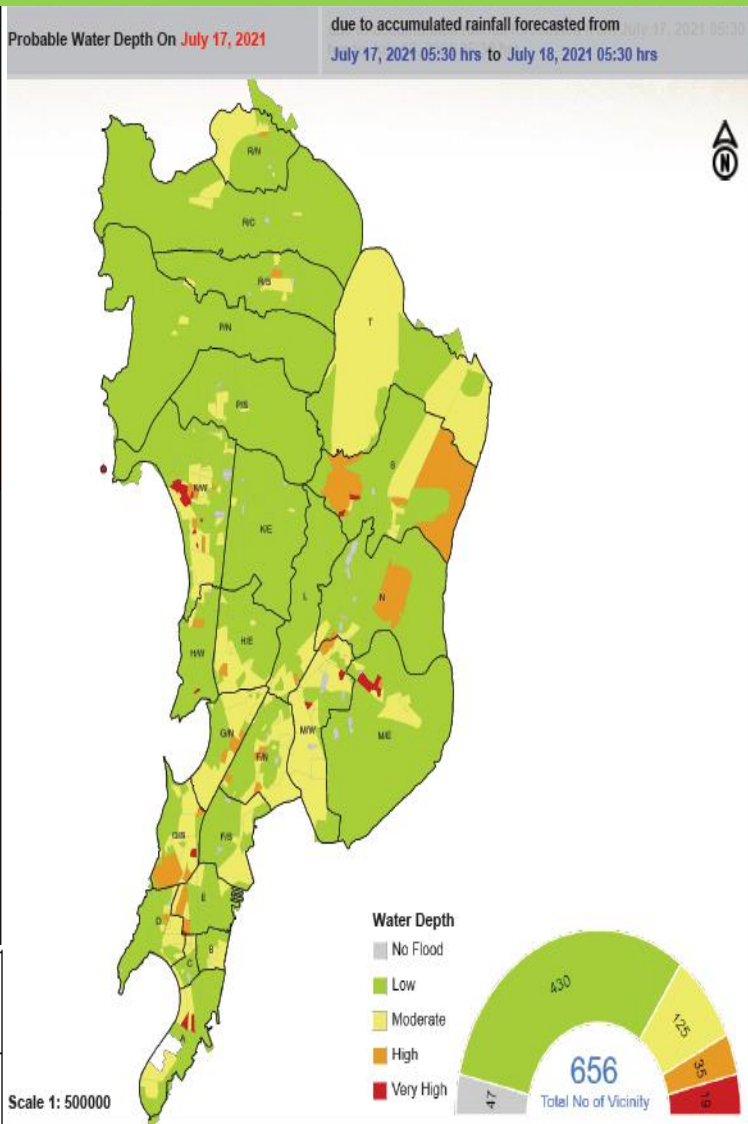 Probable Water Depth On July 17, 2021
due to accumulated rainfall forecasted from
July 17, 2021 05:30 hrs to July 18, 2021 05:30 hrs
N
R/N
R/C
R/S
T
P/N
P/S
S
K/W
K/E
L
N
H/W
H/E
G/N
F/N
M/W
M/E
G/S
F/S
E
D
B
C
A
Water Depth
No Flood
Low
Moderate
High
Very High
47
430
125
35
19
656
Total No of Vicinity
Scale 1: 500000